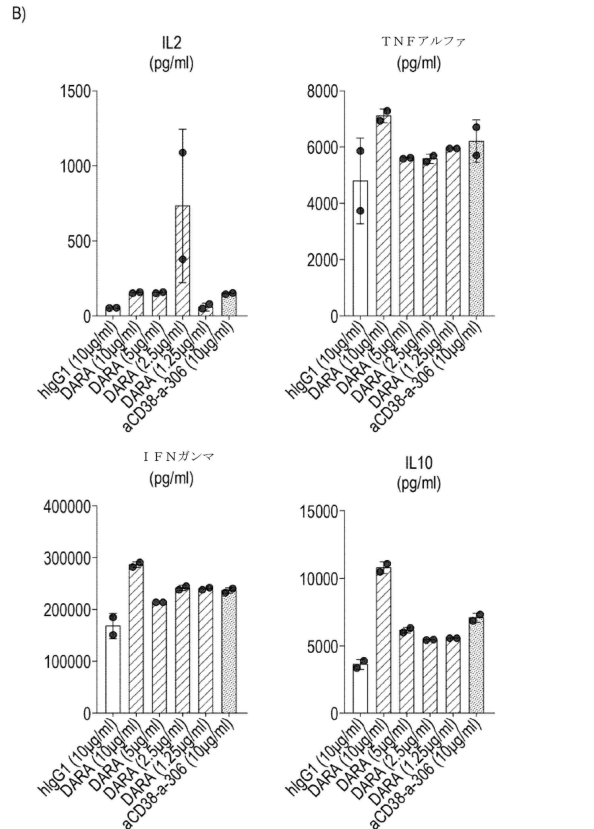 B)
IL2
(pg/ml)
1500
1000
500
0
hIgG1 (10µg/ml)
DARA (10µg/ml)
DARA (5µg/ml)
DARA (2.5µg/ml)
DARA (1.25µg/ml)
aCD38-a-306 (10µg/ml)
TNFアルファ
(pg/ml)
8000
6000
4000
2000
0
hIgG1 (10µg/ml)
DARA (10µg/ml)
DARA (5µg/ml)
DARA (2.5µg/ml)
DARA (1.25µg/ml)
aCD38-a-306 (10µg/ml)
IFNガンマ
(pg/ml)
400000
300000
200000
100000
0
hIgG1 (10µg/ml)
DARA (10µg/ml)
DARA (5µg/ml)
DARA (2.5µg/ml)
DARA (1.25µg/ml)
aCD38-a-306 (10µg/ml)
IL10
(pg/ml)
15000
10000
5000
0
hIgG1 (10µg/ml)
DARA (10µg/ml)
DARA (5µg/ml)
DARA (2.5µg/ml)
DARA (1.25µg/ml)
aCD38-a-306 (10µg/ml)